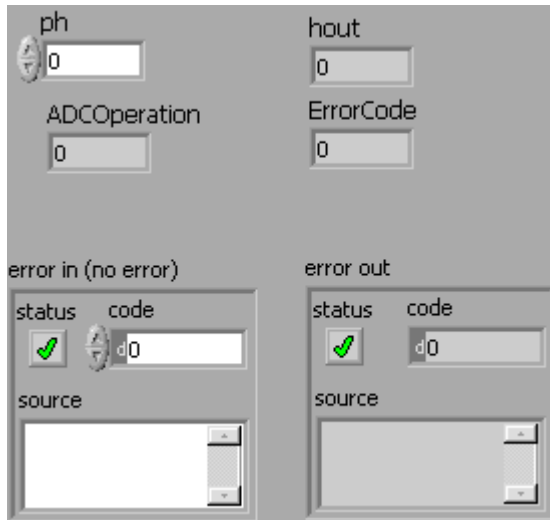 ph
hout
0
0
ADCOperation
ErrorCode
0
0
error in (no error)
error out
status code
status code
d0
d0
source
source